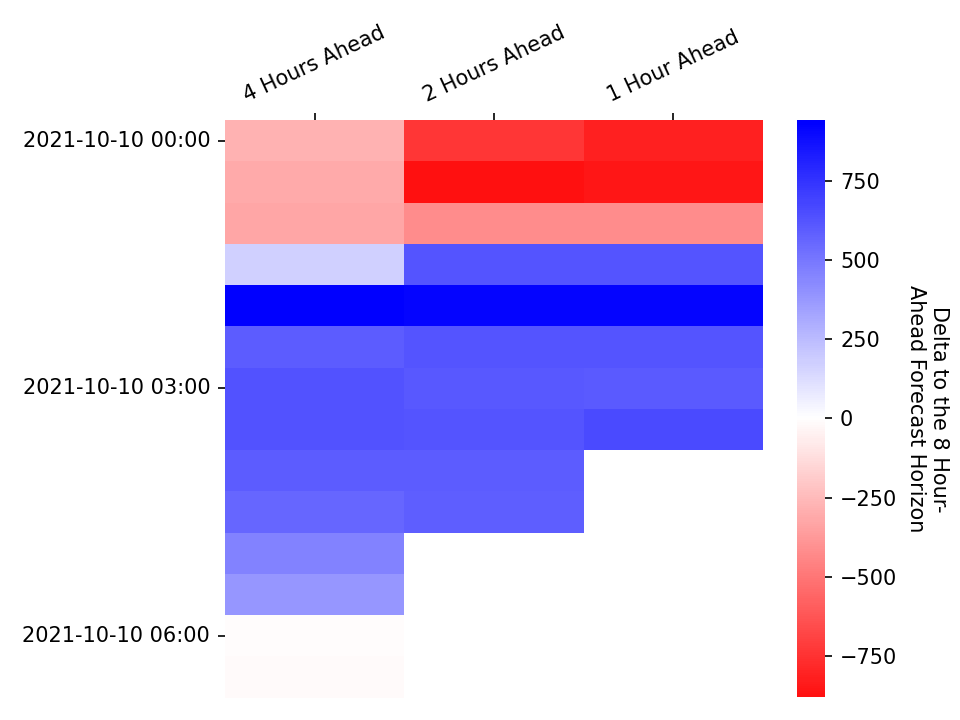 4 Hours Ahead
2 Hours Ahead
1 Hour Ahead
2021-10-10 00:00
2021-10-10 03:00
2021-10-10 06:00
750
500
250
0
−250
−500
−750
Delta to the 8 Hour-
Ahead Forecast Horizon